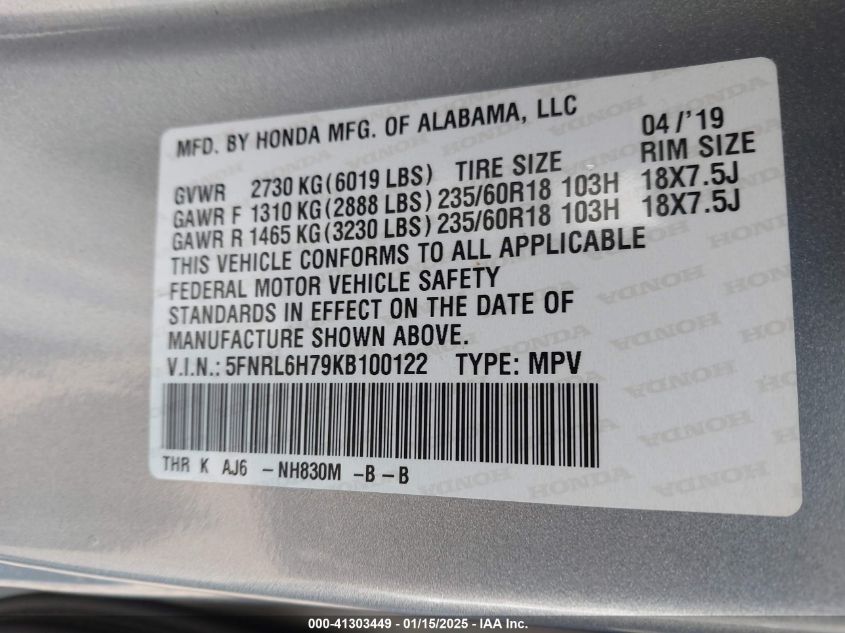 MFD. BY HONDA MFG. OF ALABAMA, LLC 04/'19
GVWR 2730 KG(6019 LBS) TIRE SIZE RIM SIZE
GAWR F 1310 KG(2888 LBS) 235/60R18 103H 18X7.5J
GAWR R 1465 KG(3230 LBS) 235/60R18 103H 18X7.5J
THIS VEHICLE CONFORMS TO ALL APPLICABLE
FEDERAL MOTOR VEHICLE SAFETY
STANDARDS IN EFFECT ON THE DATE OF
MANUFACTURE SHOWN ABOVE.
V.I.N.: 5FNRL6H79KB100122 TYPE: MPV
THR K AJ6 - NH830M - B - B
000-41303449 - 01/15/2025 - IAA Inc.